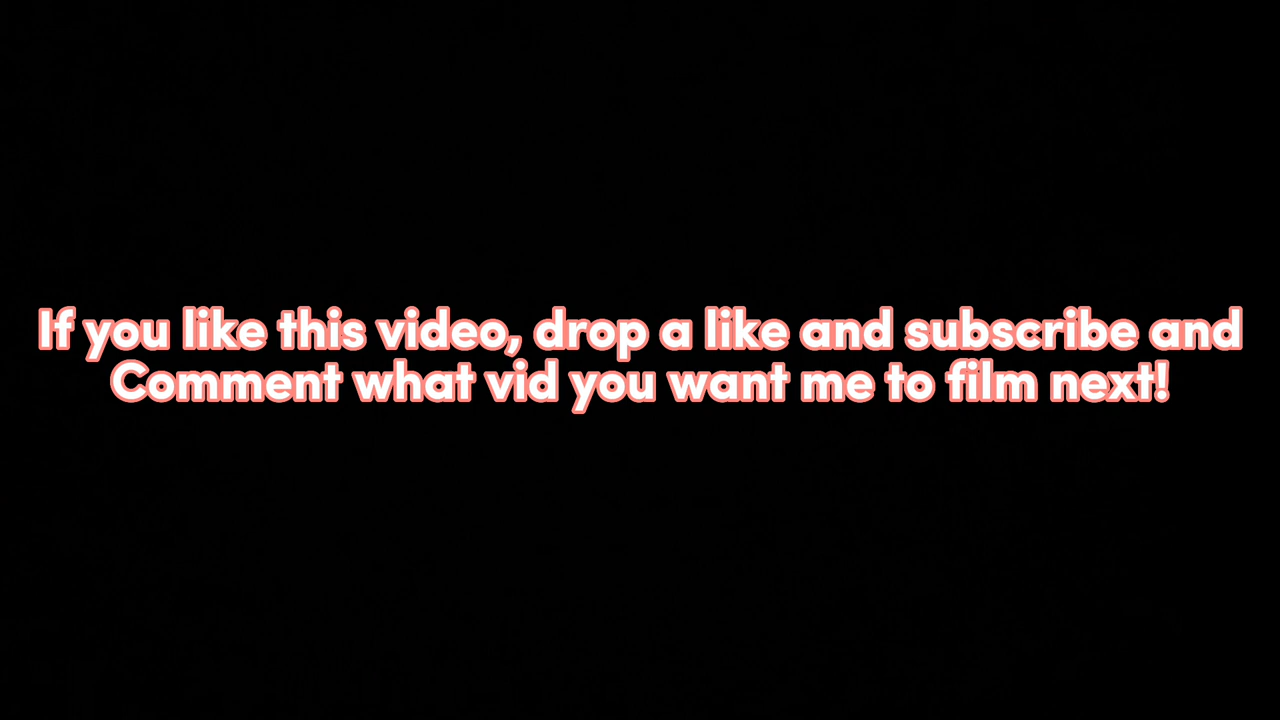 If you like this video, drop a like and subscribe and
Comment what vid you want me to film next!